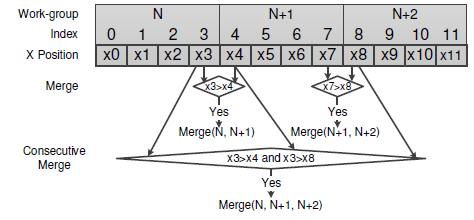 Work-group N N+1 N+2
Index 0 1 2 3 4 5 6 7 8 9 10 11
X Position x0 x1 x2 x3 x4 x5 x6 x7 x8 x9 x10 x11
Merge x3>x4 x7>x8
Yes Yes
Merge(N, N+1) Merge(N+1, N+2)
Consecutive
Merge
x3>x4 and x3>x8
Yes
Merge(N, N+1, N+2)